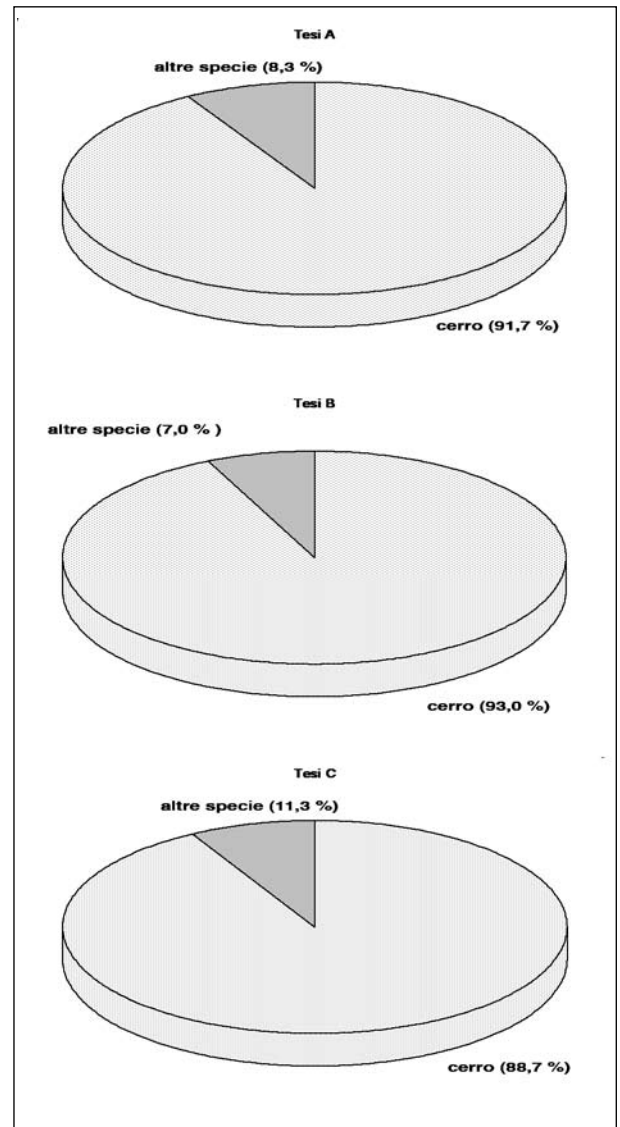 Tesi A
altre specie (8,3 %)
cerro (91,7 %)
Tesi B
altre specie (7,0 % )
cerro (93,0 %)
Tesi C
altre specie (11,3 %)
cerro (88,7 %)